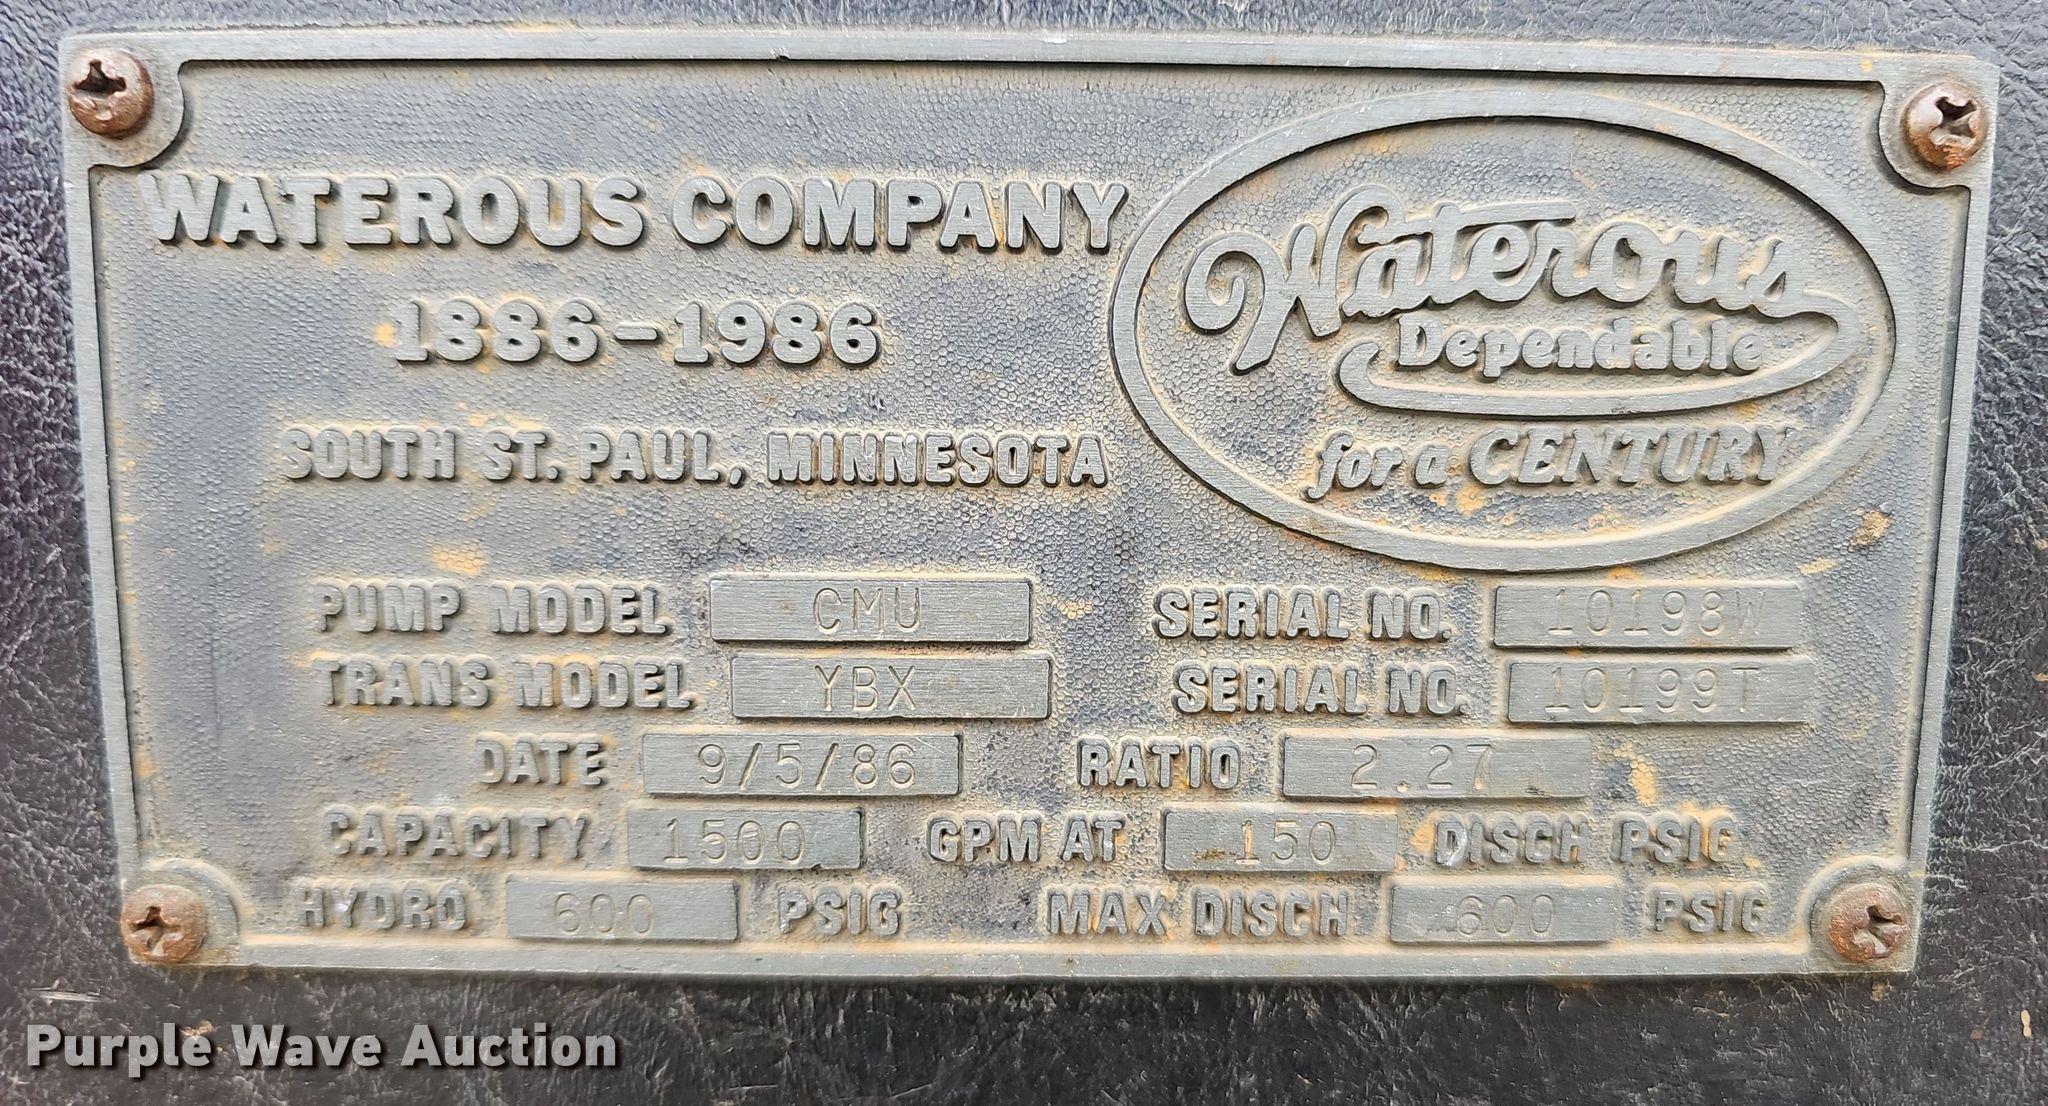 WATEROUS COMPANY
1886-1986
SOUTH ST. PAUL, MINNESOTA
Waterous
Dependable
for a CENTURY
PUMP MODEL CMU SERIAL NO. 10198W
TRANS MODEL YBX SERIAL NO. 10199T
DATE 9/5/86 RATIO 2.27
CAPACITY 1500 GPM AT 150 DISCH PSIG
HYDRO 600 PSIG MAX DISCH 600 PSIG
Purple Wave Auction